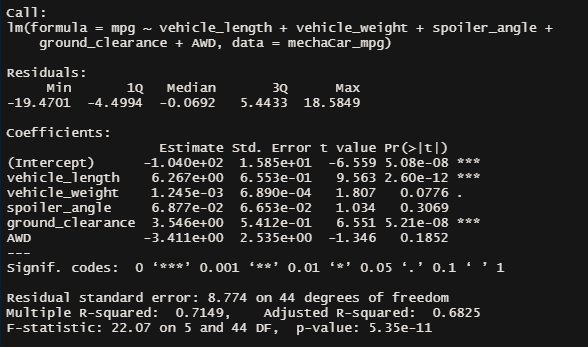 Call:
lm(formula = mpg ~ vehicle_length + vehicle_weight + spoiler_angle +
    ground_clearance + AWD, data = mechaCar_mpg)

Residuals:
     Min       1Q   Median       3Q      Max
-19.4701  -4.4994  -0.0692   5.4433  18.5849

Coefficients:
                   Estimate Std. Error t value Pr(>|t|)
(Intercept)      -1.040e+02  1.585e+01  -6.559 5.08e-08 ***
vehicle_length    6.267e+00  6.553e-01   9.563 2.60e-12 ***
vehicle_weight    1.245e-03  6.890e-04   1.807   0.0776 .
spoiler_angle     6.877e-02  6.653e-02   1.034   0.3069
ground_clearance  3.546e+00  5.412e-01   6.551 5.21e-08 ***
AWD              -3.411e+00  2.535e+00  -1.346   0.1852
---
Signif. codes:  0 ‘***’ 0.001 ‘**’ 0.01 ‘*’ 0.05 ‘.’ 0.1 ‘ ’ 1

Residual standard error: 8.774 on 44 degrees of freedom
Multiple R-squared:  0.7149,    Adjusted R-squared:  0.6825
F-statistic: 22.07 on 5 and 44 DF,  p-value: 5.35e-11